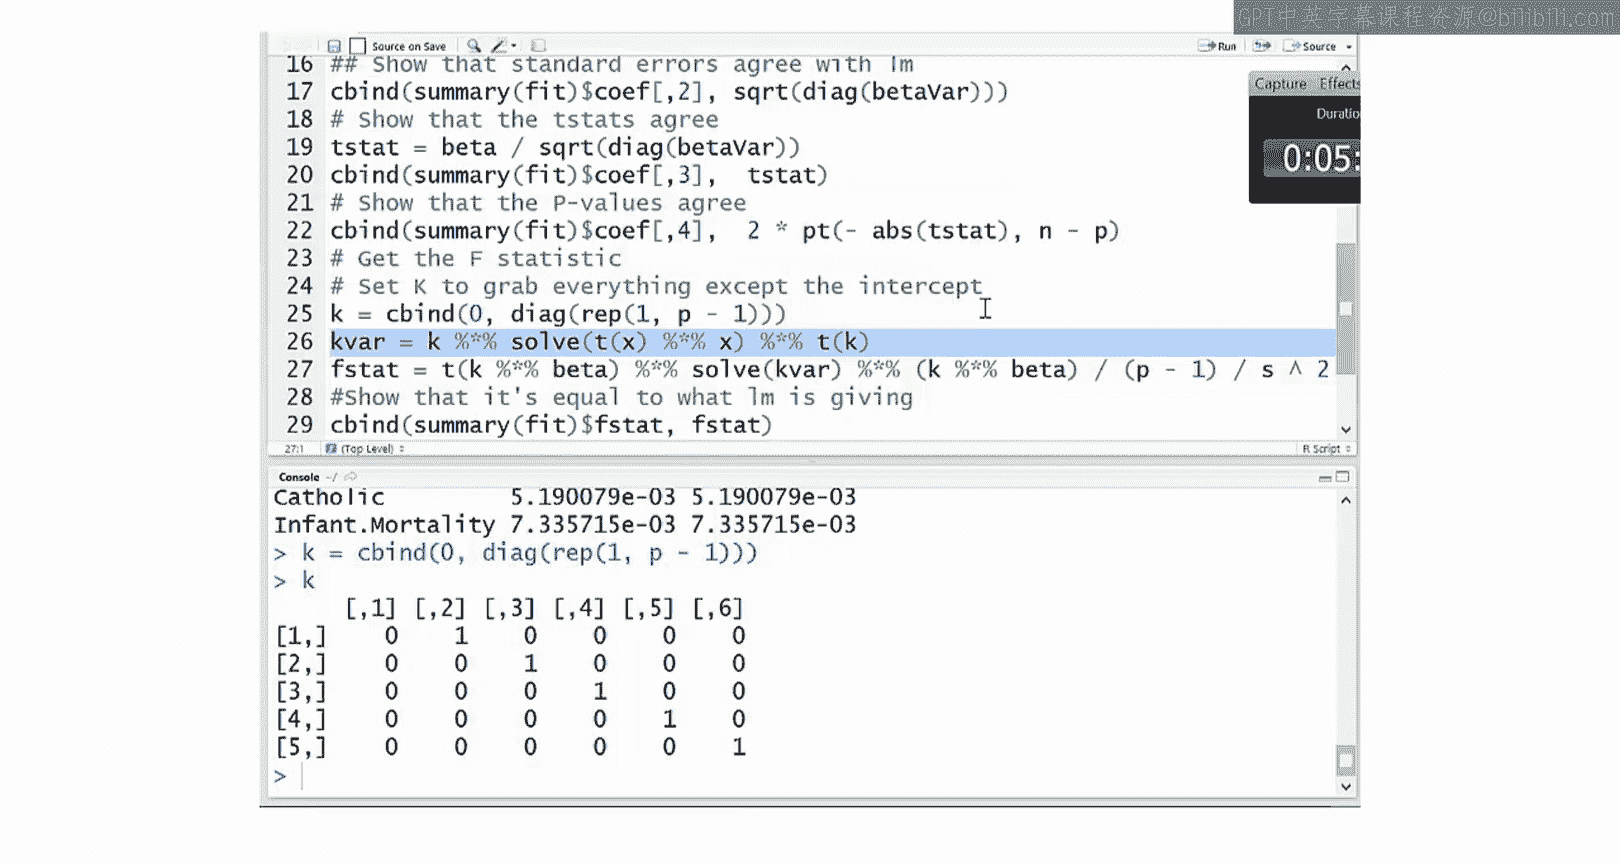 GPT中英字幕课程资源@bilibili.com
Source on Save
Run
Source
Capture Effects
Duratio
0:05:
16 ## Show that standard errors agree with lm
17 cbind(summary(fit)$coef[,2], sqrt(diag(betaVar)))
18 # Show that the tstats agree
19 tstat = beta / sqrt(diag(betaVar))
20 cbind(summary(fit)$coef[,3],  tstat)
21 # Show that the P-values agree
22 cbind(summary(fit)$coef[,4],  2 * pt(- abs(tstat), n - p)
23 # Get the F statistic
24 # Set K to grab everything except the intercept
25 k = cbind(0, diag(rep(1, p - 1)))
26 kvar = k %*% solve(t(x) %*% x) %*% t(k)
27 fstat = t(k %*% beta) %*% solve(kvar) %*% (k %*% beta) / (p - 1) / s ^ 2
28 #Show that it's equal to what lm is giving
29 cbind(summary(fit)$fstat, fstat)
27:1 (Top Level) R Script
Console ~/
Catholic 5.190079e-03 5.190079e-03
Infant.Mortality 7.335715e-03 7.335715e-03
> k = cbind(0, diag(rep(1, p - 1)))
> k
[,1] [,2] [,3] [,4] [,5] [,6]
[1,] 0 1 0 0 0 0
[2,] 0 0 1 0 0 0
[3,] 0 0 0 1 0 0
[4,] 0 0 0 0 1 0
[5,] 0 0 0 0 0 1
>